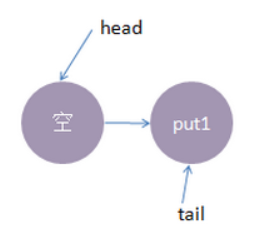 head
空
put1
tail